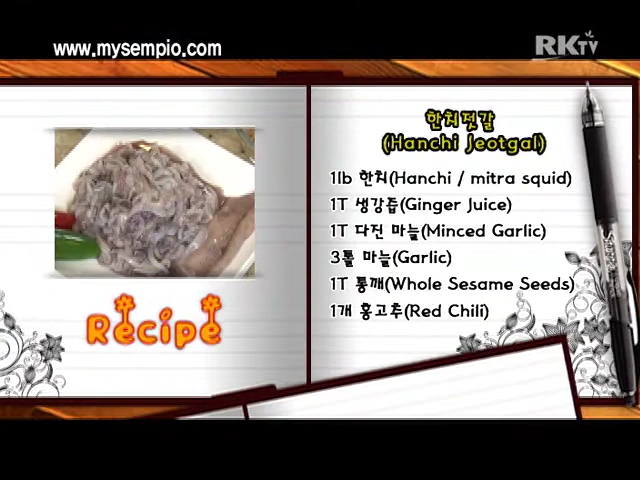 www.mysempio.com
RKTV
한치젓갈
(Hanchi Jeotgal)
1lb 한치(Hanchi / mitra squid)
1T 생강즙(Ginger Juice)
1T 다진 마늘(Minced Garlic)
3톨 마늘(Garlic)
1T 통깨(Whole Sesame Seeds)
1개 홍고추(Red Chili)
Recipe